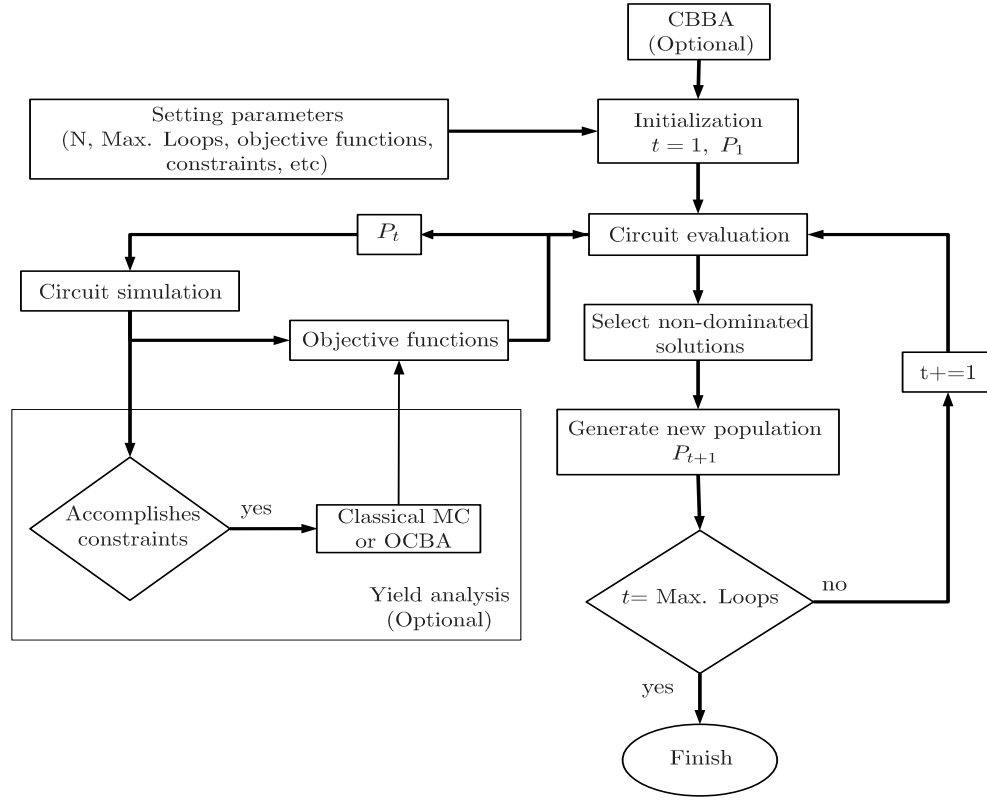 CBBA
(Optional)
Setting parameters
(N, Max. Loops, objective functions,
constraints, etc)
Initialization
t = 1, P₁
Pₜ
Circuit evaluation
Circuit simulation
Select non-dominated
solutions
Objective functions
t+=1
Generate new population
Pₜ₊₁
Accomplishes
constraints
yes
Classical MC
or OCBA
Yield analysis
(Optional)
t= Max. Loops
no
yes
Finish